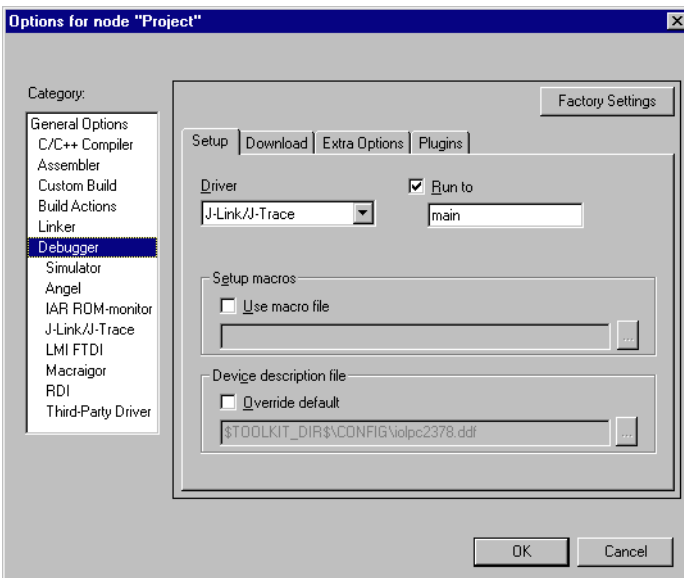 Options for node "Project"
Category:
Factory Settings
General Options
C/C++ Compiler
Assembler
Custom Build
Build Actions
Linker
Debugger
Simulator
Angel
IAR ROM-monitor
J-Link/J-Trace
LMI FTDI
Macraigor
RDI
Third-Party Driver
Setup Download Extra Options Plugins
Driver Run to
J-Link/J-Trace main
Setup macros
Use macro file
...
Device description file
Override default
$TOOLKIT_DIR$\CONFIG\iolpc2378.ddf ...
OK Cancel